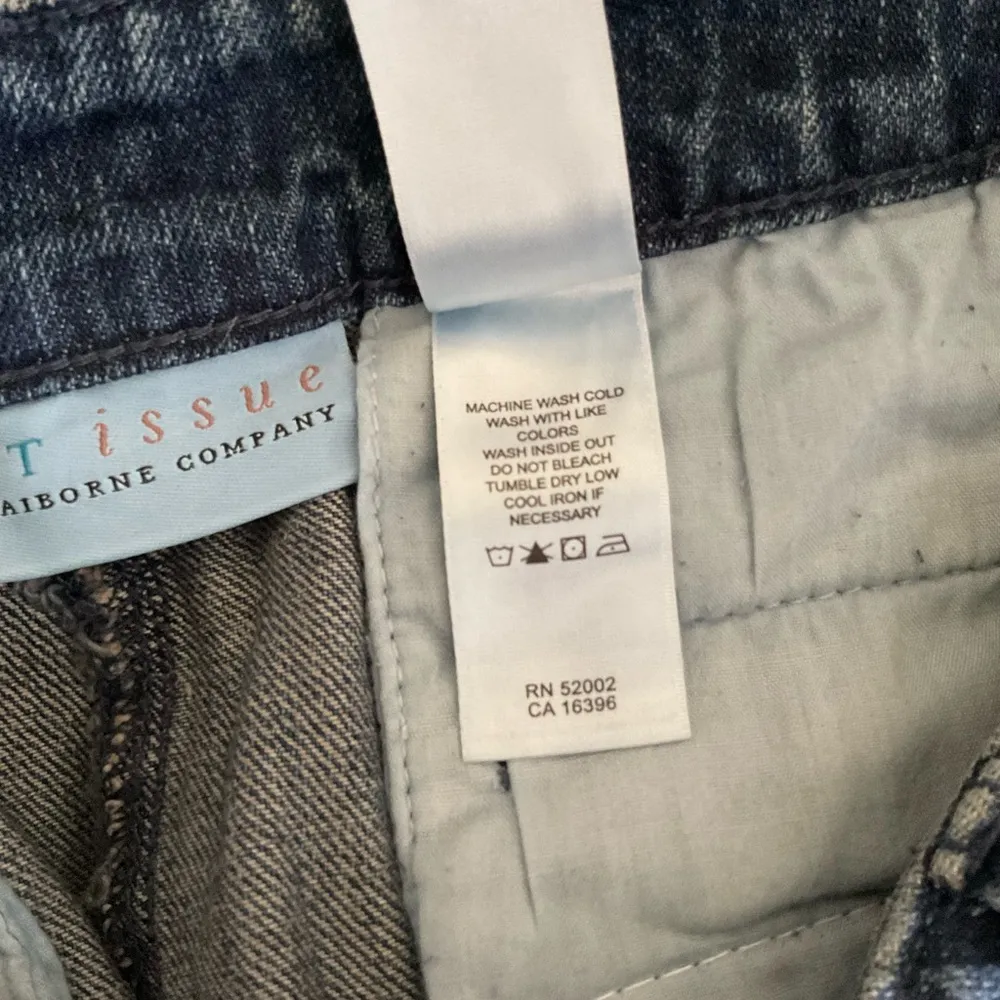 T issue
AIBORNE COMPANY
MACHINE WASH COLD
WASH WITH LIKE
COLORS
WASH INSIDE OUT
DO NOT BLEACH
TUMBLE DRY LOW
COOL IRON IF
NECESSARY
RN 52002
CA 16396